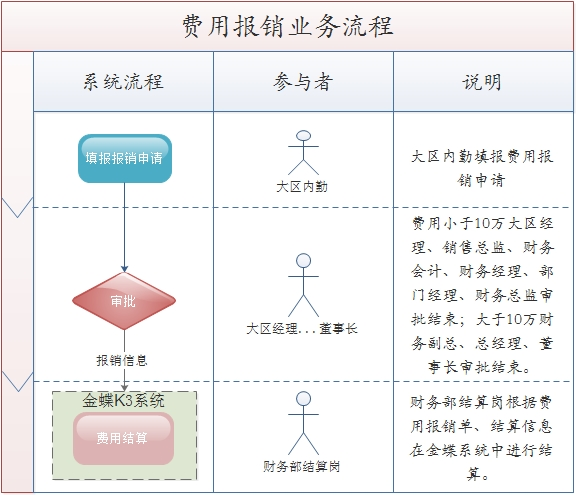 费用报销业务流程
系统流程
参与者
说明
填报报销申请
大区内勤
大区内勤填报费用报
销申请
审批
报销信息
大区经理...董事长
费用小于10万大区经
理、销售总监、财务
会计、财务经理、部
门经理、财务总监审
批结束；大于10万财
务副总、总经理、董
事长审批结束。
金蝶K3系统
费用结算
财务部结算岗
财务部结算岗根据费
用报销单、结算信息
在金蝶系统中进行结
算。